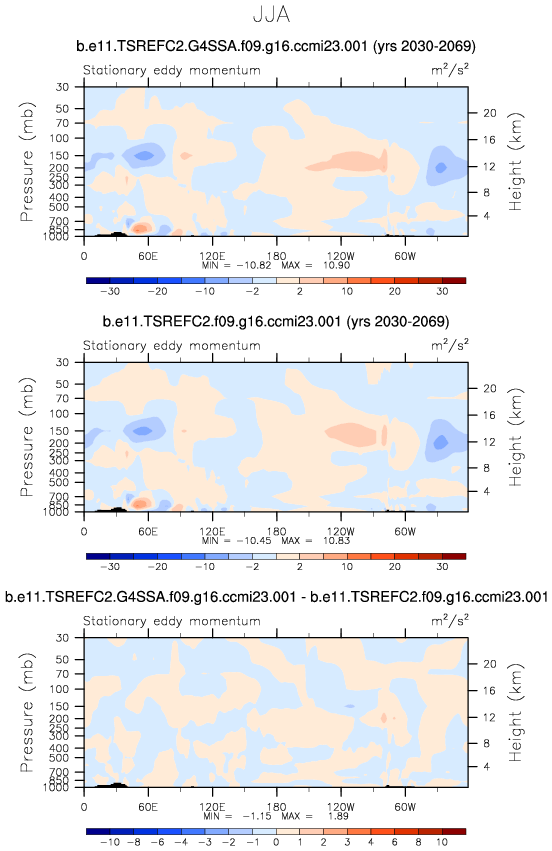 JJA
b.e11.TSREFC2.G4SSA.f09.g16.ccmi23.001 (yrs 2030-2069)
Stationary eddy momentum m²/s²
30
50
70
100
150
200
250
300
400
500
700
850
1000
Pressure (mb)
20
16
12
8
4
Height (km)
0 60E 120E 180W 120W 60W
MIN = −10.82 MAX = 10.90
−30 −20 −10 −2 2 10 20 30
b.e11.TSREFC2.f09.g16.ccmi23.001 (yrs 2030-2069)
Stationary eddy momentum m²/s²
30
50
70
100
150
200
250
300
400
500
700
850
1000
Pressure (mb)
20
16
12
8
4
Height (km)
0 60E 120E 180W 120W 60W
MIN = −10.45 MAX = 10.83
−30 −20 −10 −2 2 10 20 30
b.e11.TSREFC2.G4SSA.f09.g16.ccmi23.001 - b.e11.TSREFC2.f09.g16.ccmi23.001
Stationary eddy momentum m²/s²
30
50
70
100
150
200
250
300
400
500
700
850
1000
Pressure (mb)
20
16
12
8
4
Height (km)
0 60E 120E 180W 120W 60W
MIN = −1.15 MAX = 1.89
−10 −8 −6 −4 −3 −2 −1 0 1 2 3 4 6 8 10